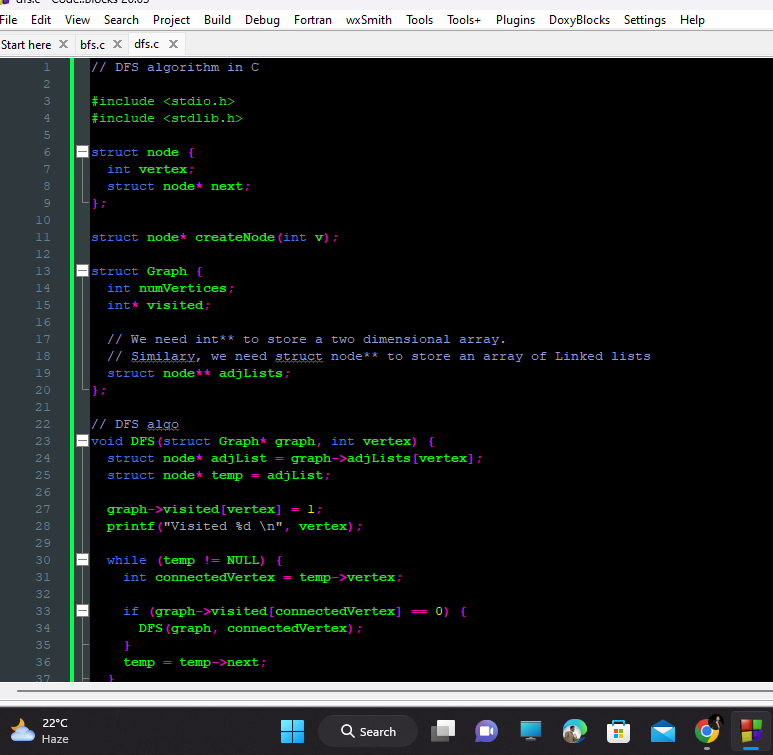 dfs.c - Code::Blocks 20.03
File Edit View Search Project Build Debug Fortran wxSmith Tools Tools+ Plugins DoxyBlocks Settings Help
Start here bfs.c dfs.c
1 // DFS algorithm in C
2
3 #include <stdio.h>
4 #include <stdlib.h>
5
6 struct node {
7 int vertex;
8 struct node* next;
9 };
10
11 struct node* createNode(int v);
12
13 struct Graph {
14 int numVertices;
15 int* visited;
16
17 // We need int** to store a two dimensional array.
18 // Similary, we need struct node** to store an array of Linked lists
19 struct node** adjLists;
20 };
21
22 // DFS algo
23 void DFS(struct Graph* graph, int vertex) {
24 struct node* adjList = graph->adjLists[vertex];
25 struct node* temp = adjList;
26
27 graph->visited[vertex] = 1;
28 printf("Visited %d \n", vertex);
29
30 while (temp != NULL) {
31 int connectedVertex = temp->vertex;
32
33 if (graph->visited[connectedVertex] == 0) {
34 DFS(graph, connectedVertex);
35 }
36 temp = temp->next;
37 }
22°C
Haze
Search